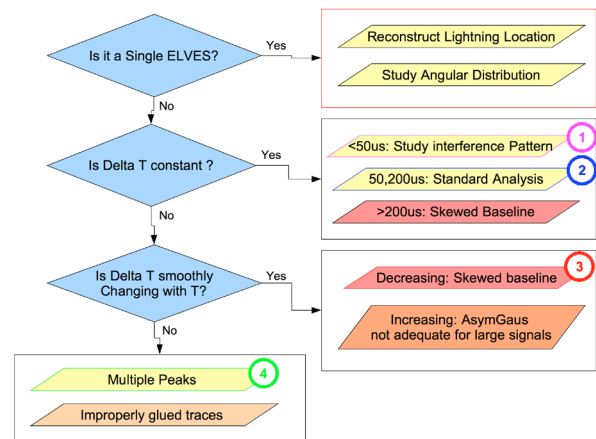 Is it a Single ELVES?
Yes
Reconstruct Lightning Location
Study Angular Distribution
No
Is Delta T constant ?
Yes
<50us: Study interference Pattern
1
50,200us: Standard Analysis
2
>200us: Skewed Baseline
No
Is Delta T smoothly
Changing with T?
Yes
Decreasing: Skewed baseline
3
Increasing: AsymGaus
not adequate for large signals
No
Multiple Peaks
4
Improperly glued traces